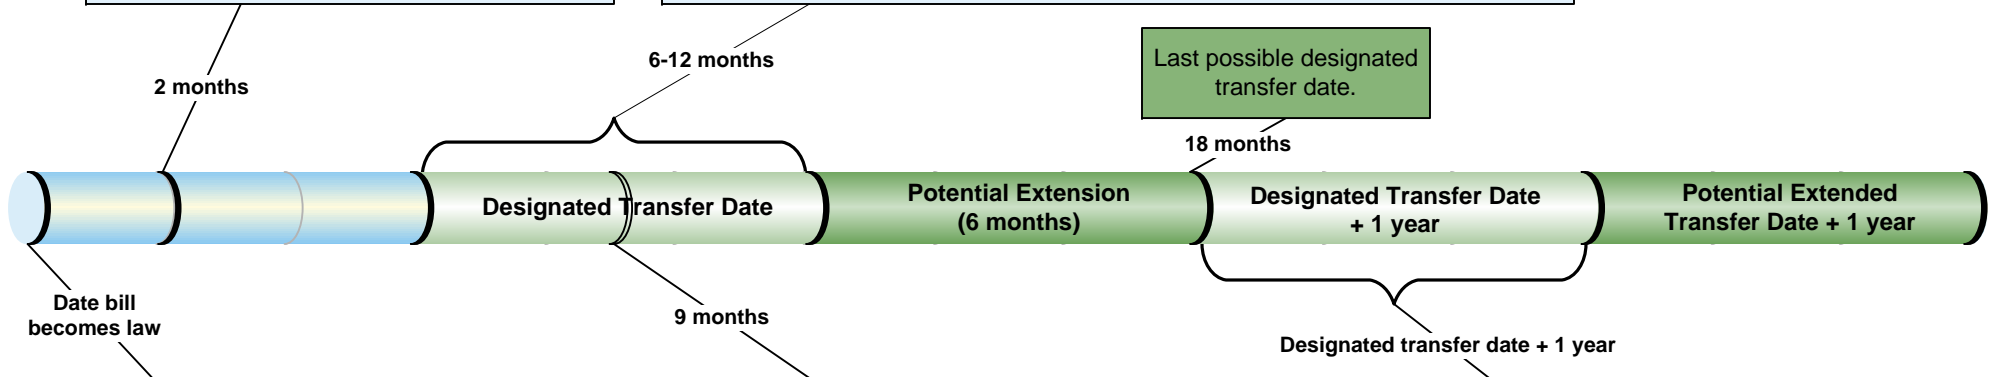 6-12 months
Last possible designated
transfer date.
2 months
18 months
Designated Transfer Date
Potential Extension
(6 months)
Designated Transfer Date
+ 1 year
Potential Extended
Transfer Date + 1 year
Date bill
becomes law
9 months
Designated transfer date + 1 year